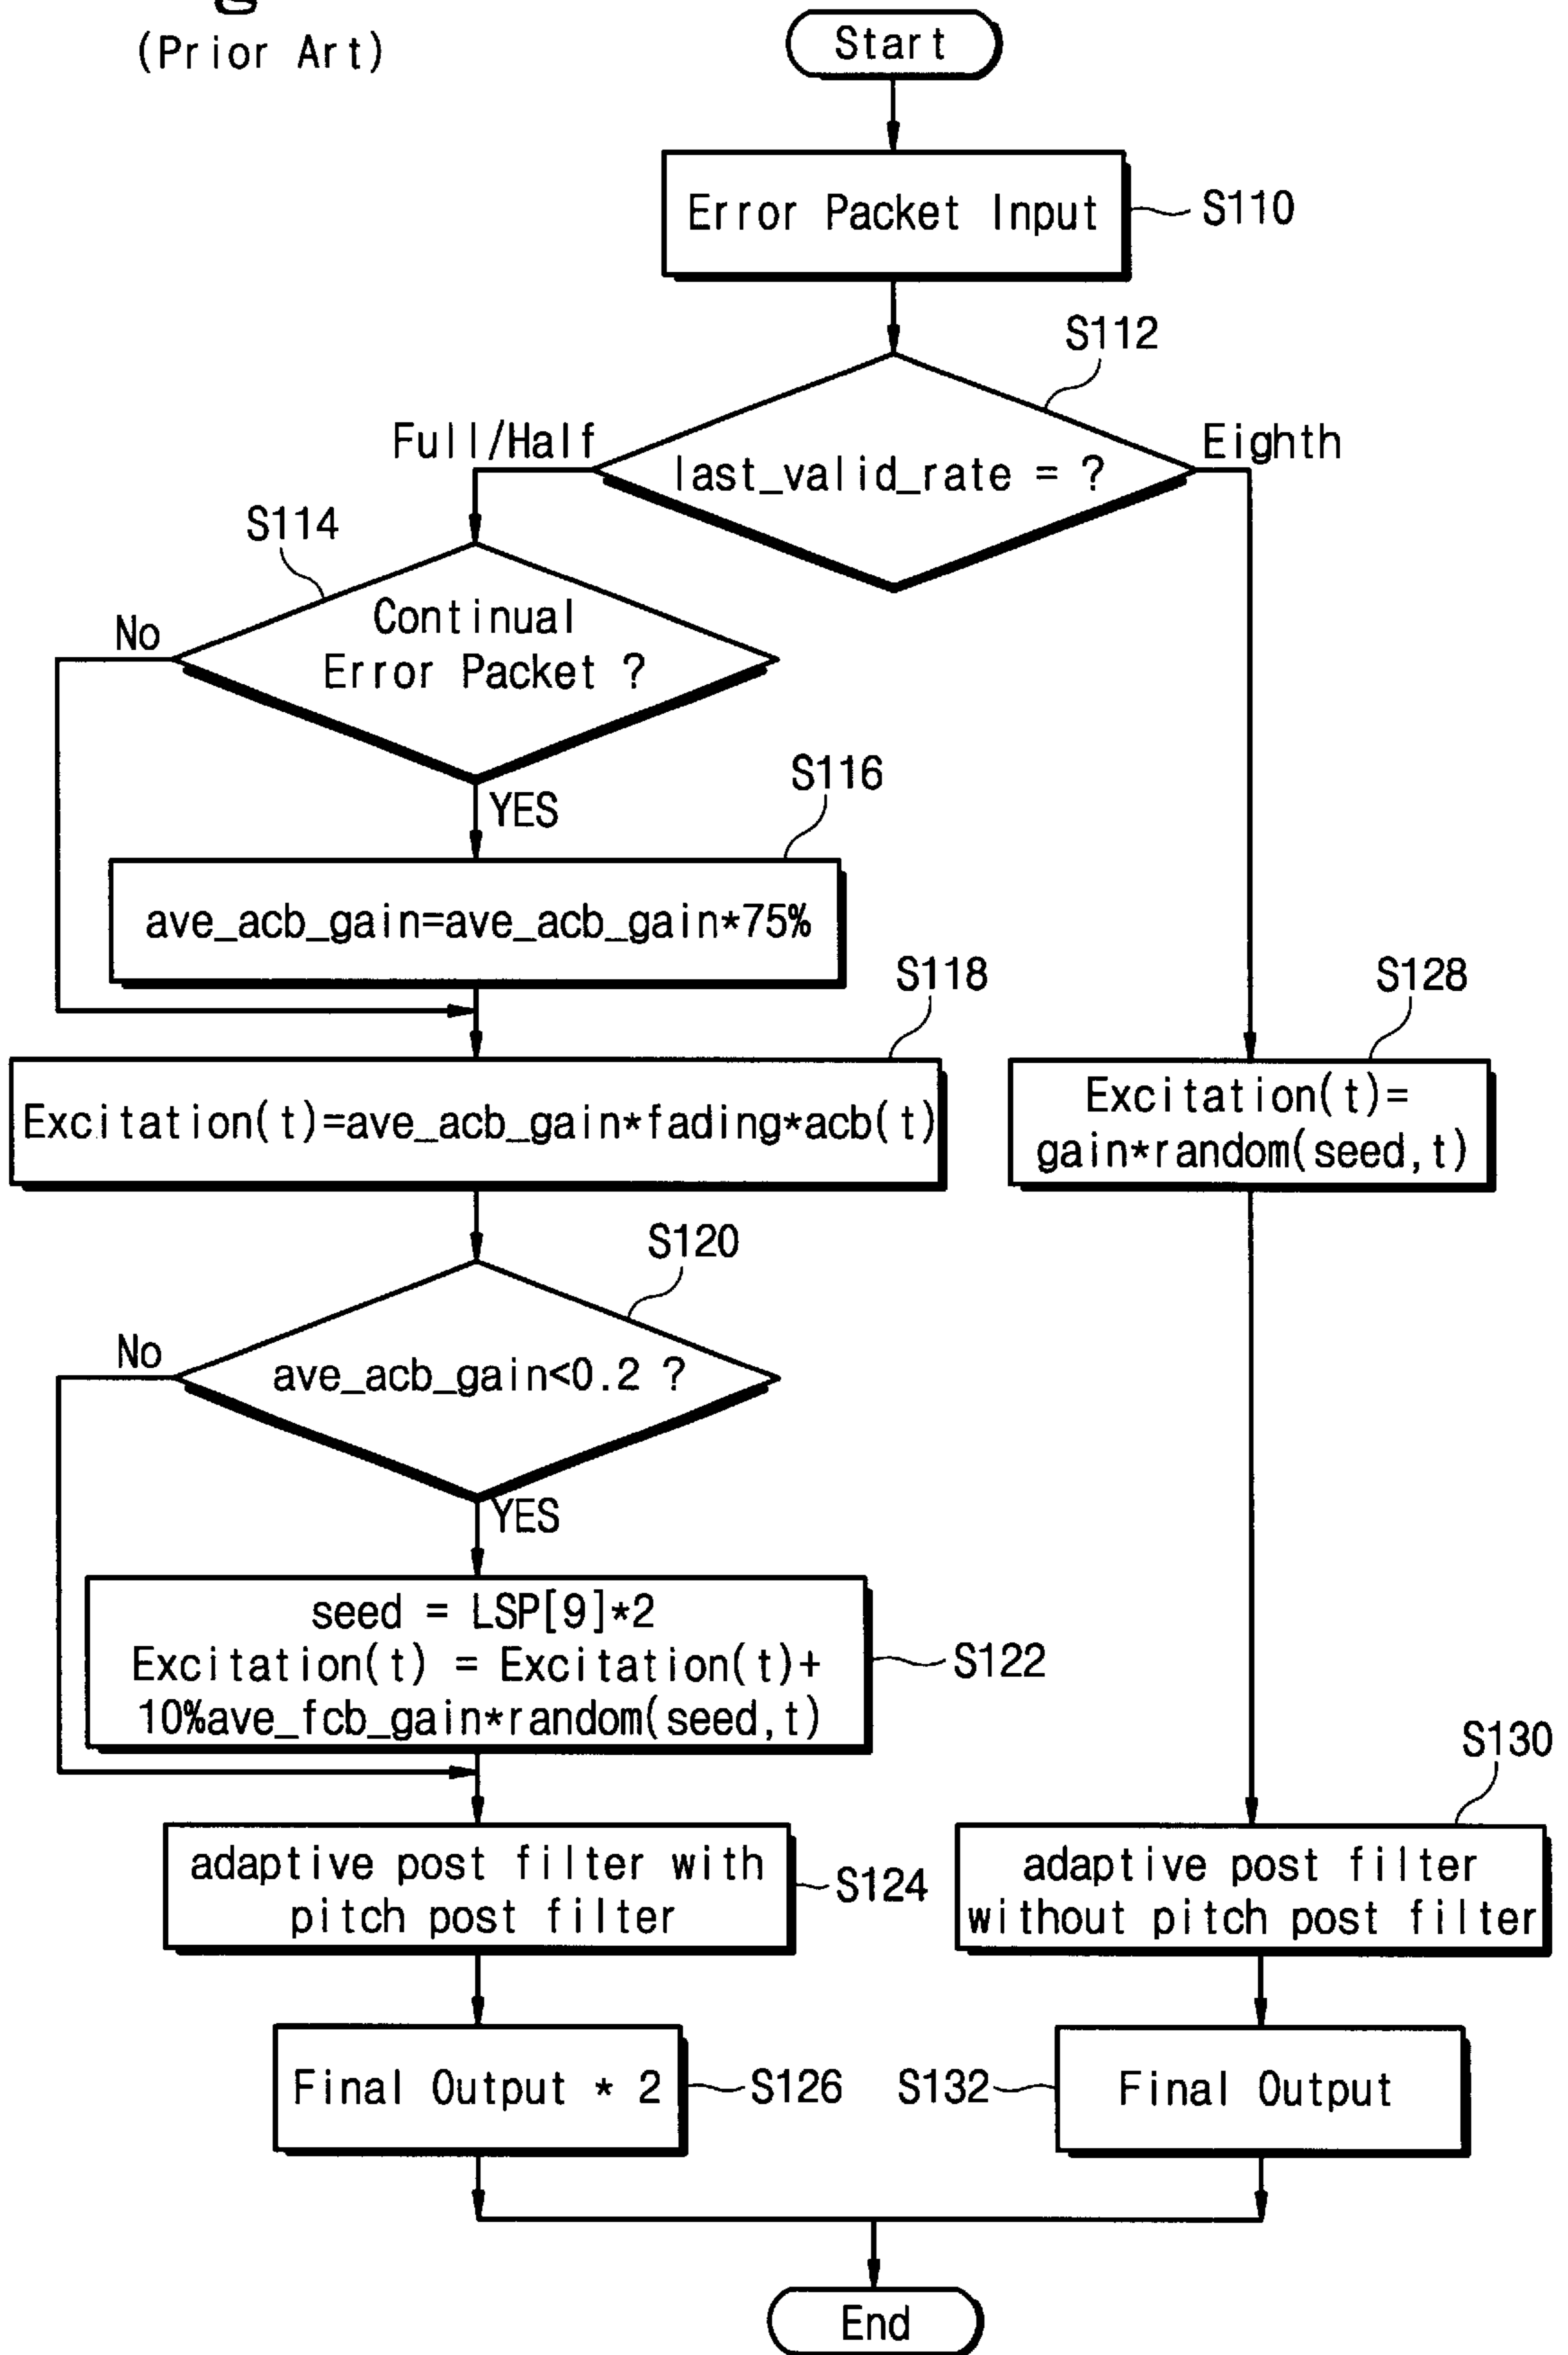 (Prior Art)
Start
Error Packet Input
S110
S112
Full/Half
last_valid_rate = ?
Eighth
S114
No
Continual
Error Packet ?
YES
S116
ave_acb_gain=ave_acb_gain*75%
S118
Excitation(t)=ave_acb_gain*fading*acb(t)
S128
Excitation(t)=
gain*random(seed,t)
S120
No
ave_acb_gain<0.2 ?
YES
seed = LSP[9]*2
Excitation(t) = Excitation(t)+
10%ave_fcb_gain*random(seed,t)
S122
adaptive post filter with
pitch post filter
S124
S130
adaptive post filter
without pitch post filter
Final Output * 2
S126
S132
Final Output
End